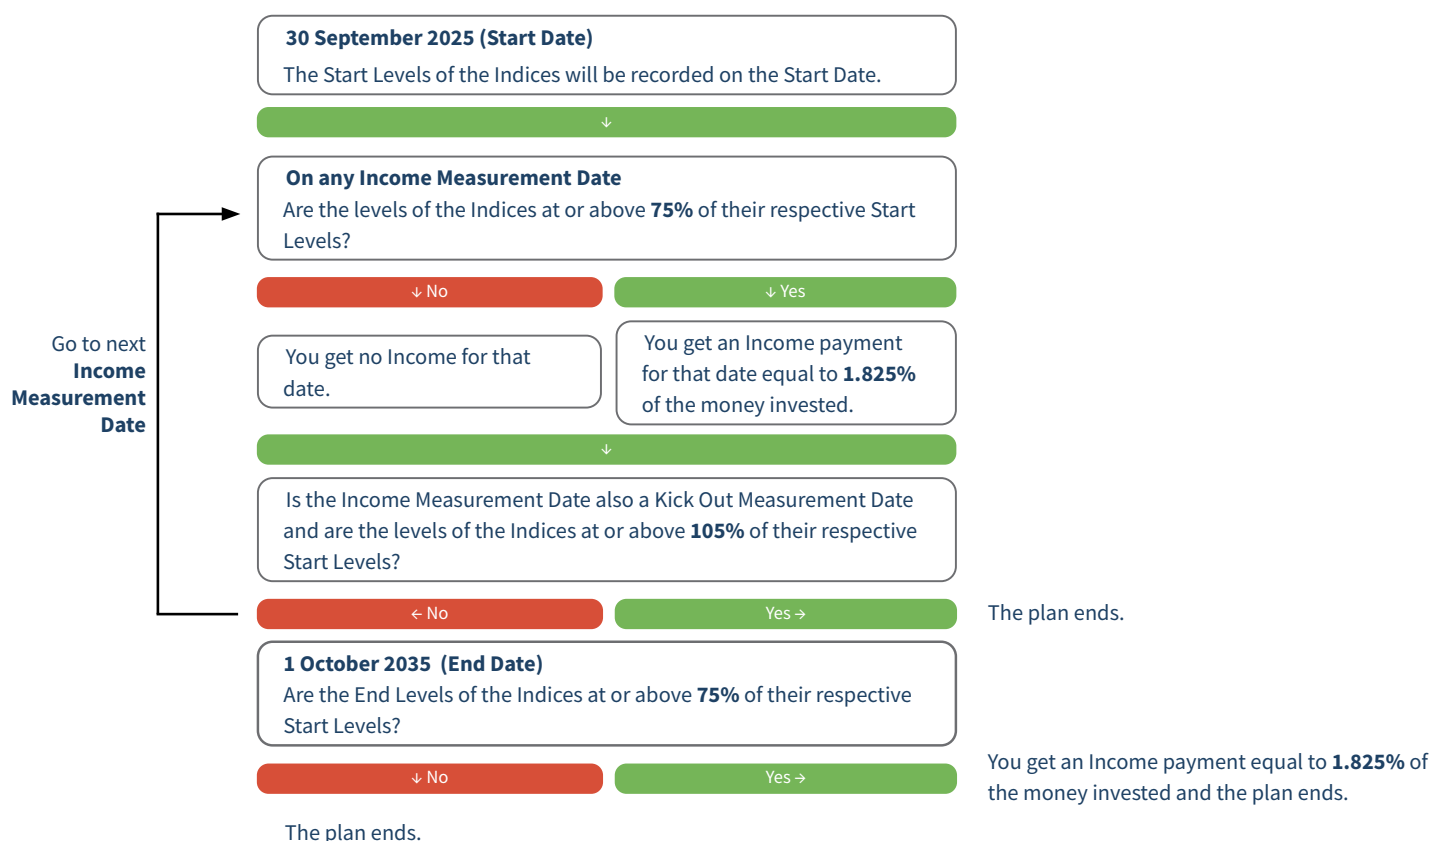 30 September 2025 (Start Date)
The Start Levels of the Indices will be recorded on the Start Date.
↓
On any Income Measurement Date
Are the levels of the Indices at or above 75% of their respective Start
Levels?
↓ No
↓ Yes
Go to next
Income
Measurement
Date
You get no Income for that
date.
You get an Income payment
for that date equal to 1.825%
of the money invested.
↓
Is the Income Measurement Date also a Kick Out Measurement Date
and are the levels of the Indices at or above 105% of their respective
Start Levels?
← No
Yes →
The plan ends.
1 October 2035 (End Date)
Are the End Levels of the Indices at or above 75% of their respective
Start Levels?
↓ No
Yes →
You get an Income payment equal to 1.825% of
the money invested and the plan ends.
The plan ends.